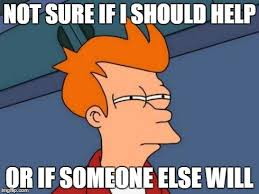 NOT SURE IF I SHOULD HELP
OR IF SOMEONE ELSE WILL
imgflip.com